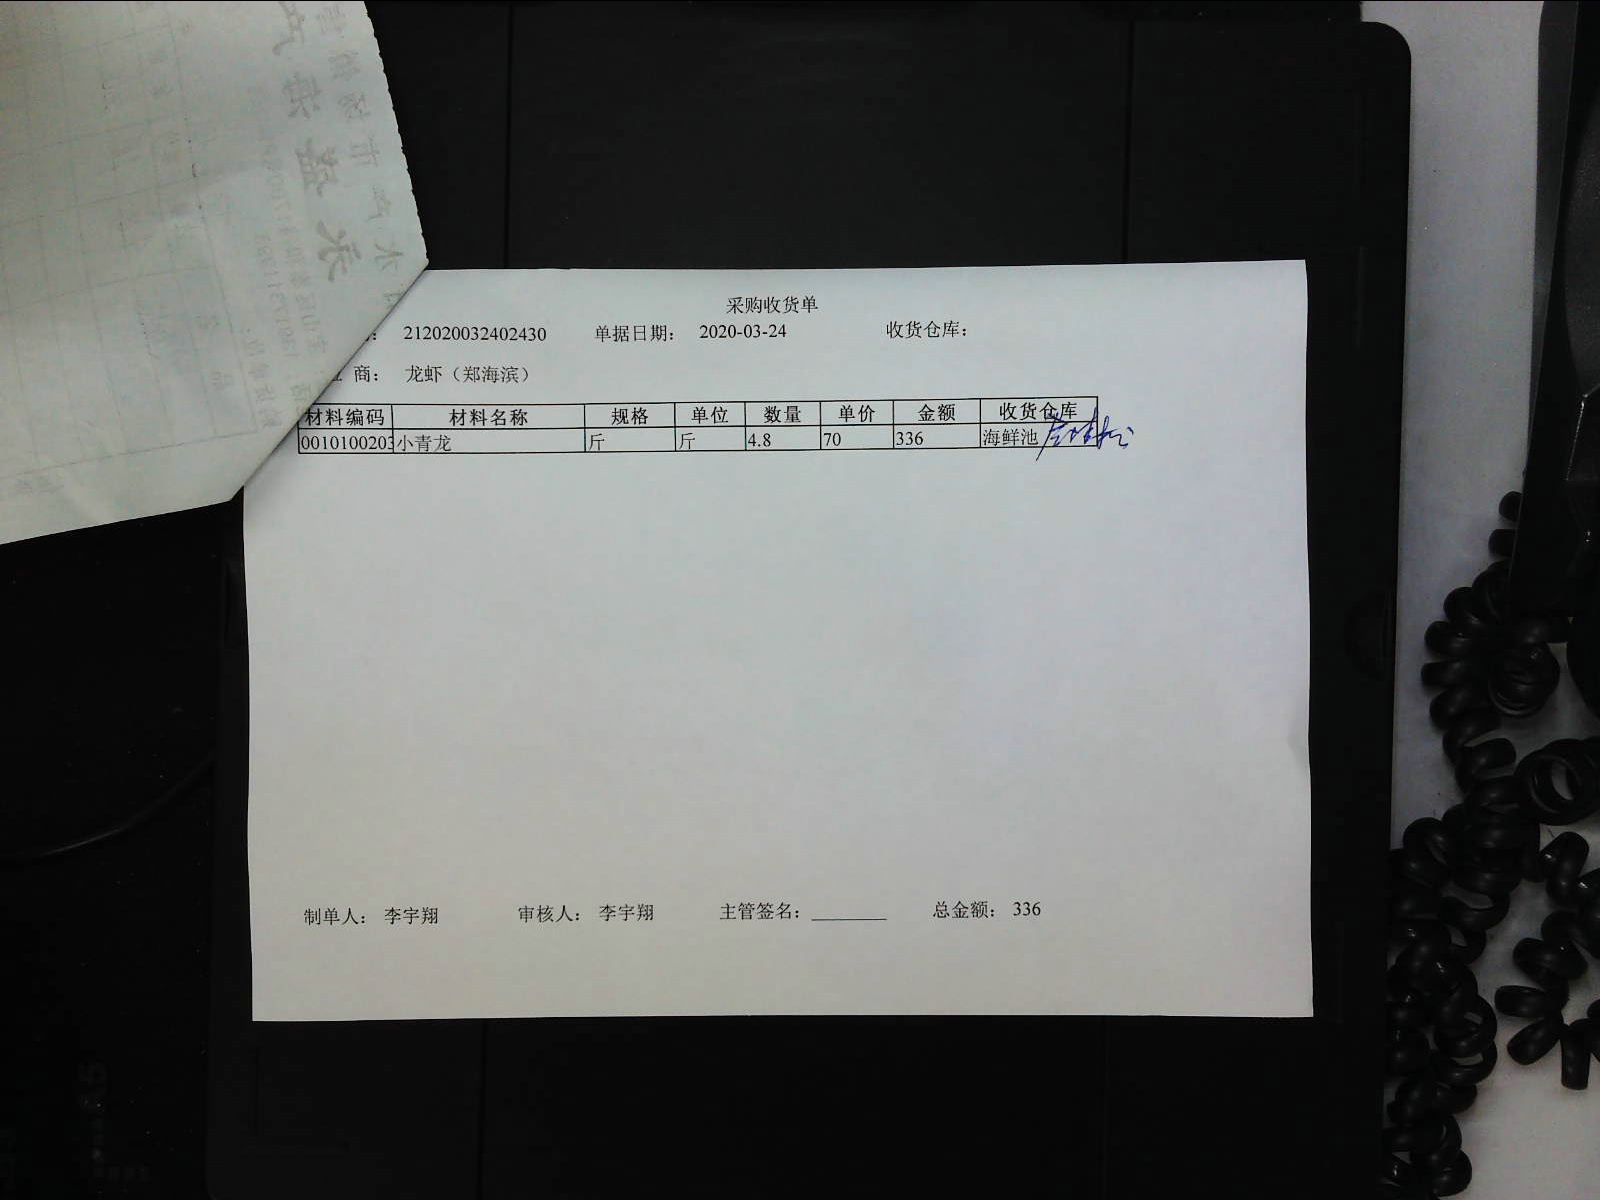 采购收货单
212020032402430 单据日期： 2020-03-24 收货仓库：
商： 龙虾（郑海滨）
材料编码 材料名称 规格 单位 数量 单价 金额 收货仓库
0010100203 小青龙 斤 斤 4.8 70 336 海鲜池
制单人： 李宇翔 审核人： 李宇翔 主管签名： 总金额： 336